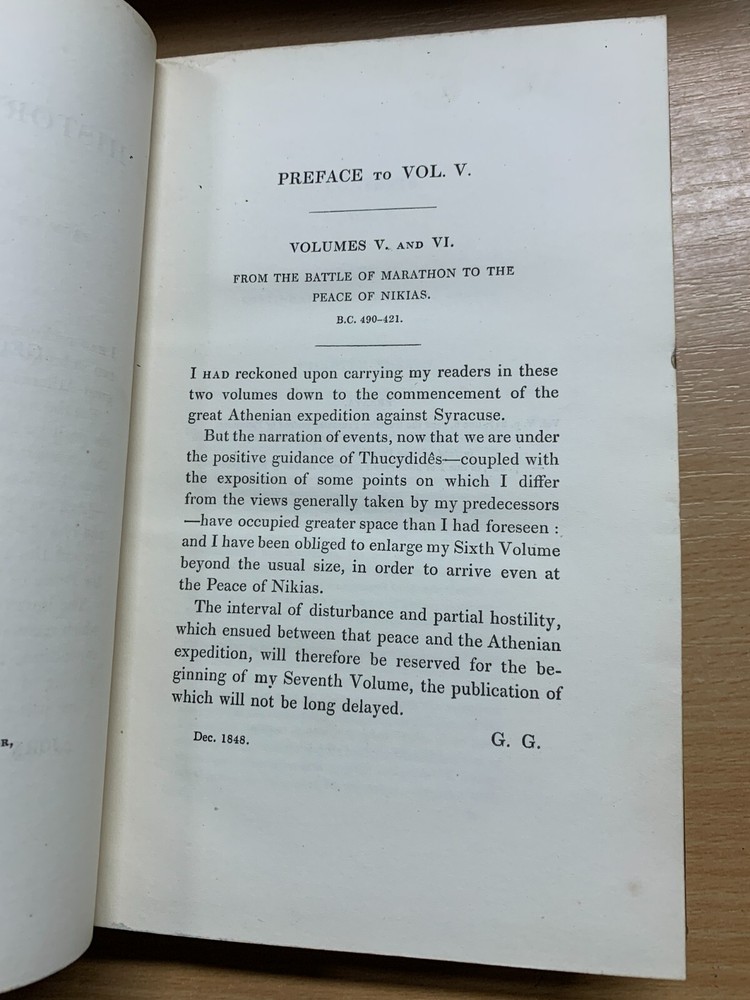 PREFACE TO VOL. V.
VOLUMES V. AND VI.
FROM THE BATTLE OF MARATHON TO THE
PEACE OF NIKIAS.
B.C. 490–421.
I HAD reckoned upon carrying my readers in these
two volumes down to the commencement of the
great Athenian expedition against Syracuse.
But the narration of events, now that we are under
the positive guidance of Thucydidês—coupled with
the exposition of some points on which I differ
from the views generally taken by my predecessors
—have occupied greater space than I had foreseen :
and I have been obliged to enlarge my Sixth Volume
beyond the usual size, in order to arrive even at
the Peace of Nikias.
The interval of disturbance and partial hostility,
which ensued between that peace and the Athenian
expedition, will therefore be reserved for the be-
ginning of my Seventh Volume, the publication of
which will not be long delayed.
Dec. 1848. G. G.